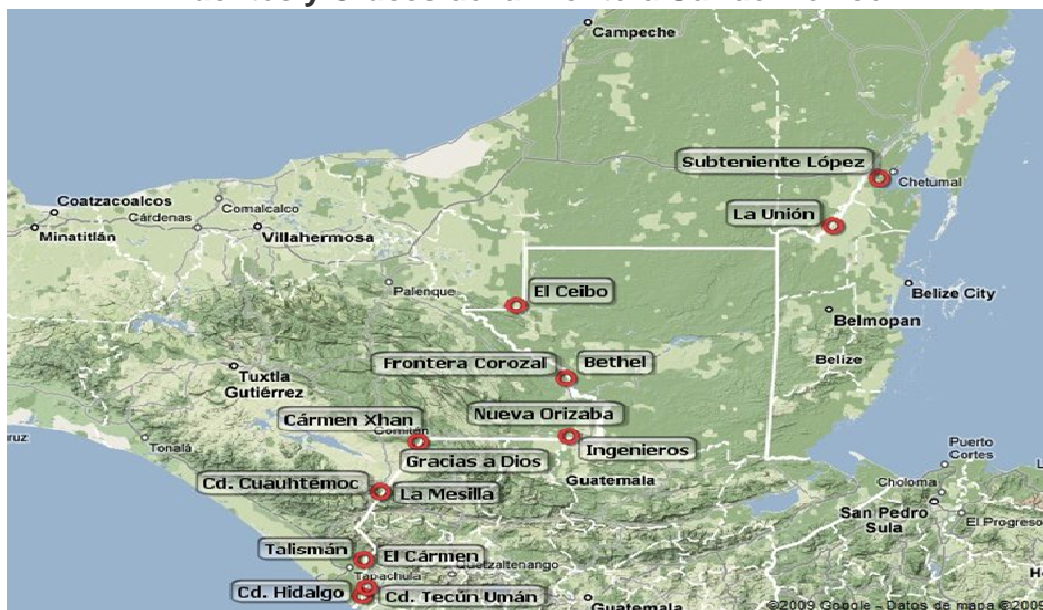 Campeche
Subteniente López
Chetumal
La Unión
Coatzacoalcos
Comalcalco
Cárdenas
Minatitlán
Villahermosa
El Ceibo
Palenque
Belize City
Belmopan
Frontera Corozal
Bethel
Belize
Tuxtla
Gutiérrez
Nueva Orizaba
Cármen Xhan
Comitán
Tonalá
Ingenieros
Gracias a Dios
Puerto
Cortes
Guatemala
Cd. Cuauhtémoc
La Mesilla
Choloma
San Pedro
Sula
El Progreso
Talismán
El Cármen
Quetzaltenango
Tapachula
Cd. Hidalgo
Cd. Tecún Umán
Guatemala
©2009 Google - Datos de mapa ©2009